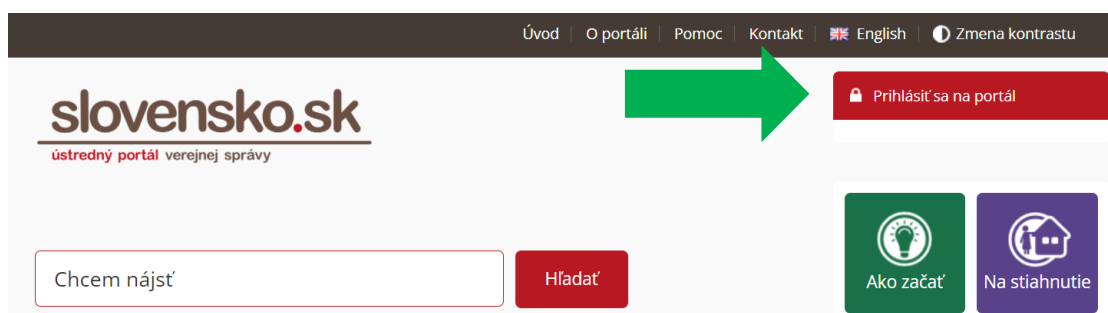 Úvod O portáli Pomoc Kontakt English Zmena kontrastu
Prihlásiť sa na portál
slovensko.sk
ústredný portál verejnej správy
Chcem nájsť
Hľadať
Ako začať
Na stiahnutie